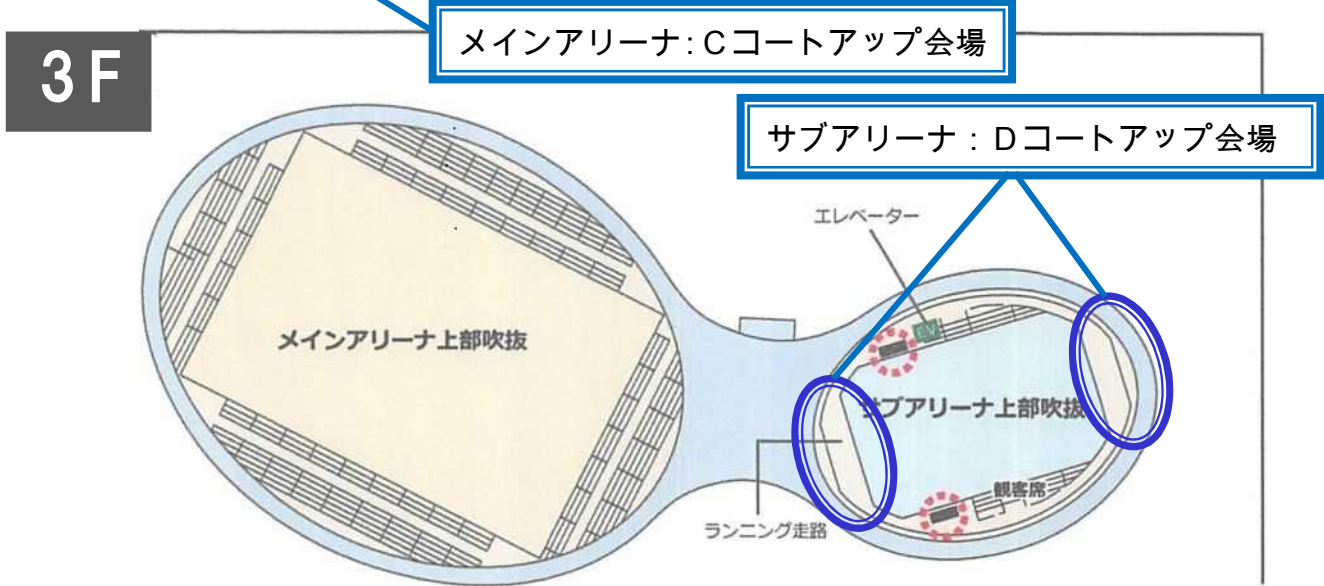 メインアリーナ：Cコートアップ会場
3F
サブアリーナ：Dコートアップ会場
エレベーター
メインアリーナ上部吹抜
EV
サブアリーナ上部吹抜
観客席
ランニング走路